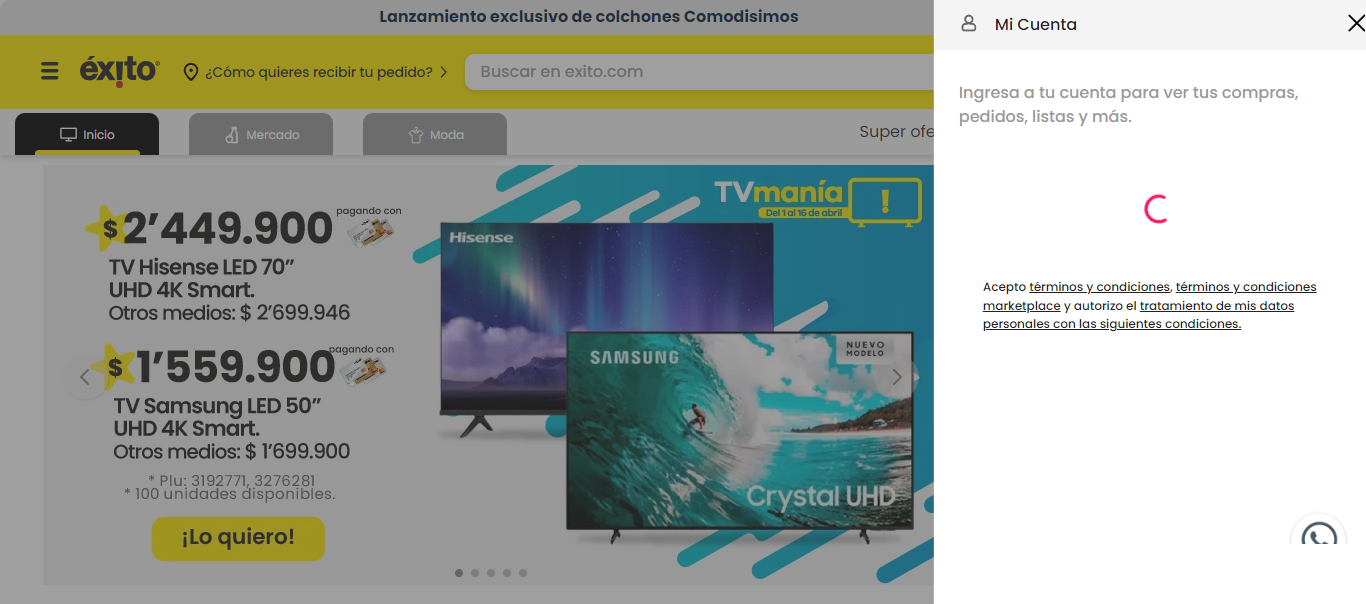 Lanzamiento exclusivo de colchones Comodisimos
Mi Cuenta
éxito
¿Cómo quieres recibir tu pedido?
Buscar en exito.com
Inicio
Mercado
Moda
Super ofe
Ingresa a tu cuenta para ver tus compras,
pedidos, listas y más.
Acepto términos y condiciones, términos y condiciones
marketplace y autorizo el tratamiento de mis datos
personales con las siguientes condiciones.
TVmanía
Del 1 al 16 de abril
!
pagando con
$2’449.900
TV Hisense LED 70”
UHD 4K Smart.
Otros medios: $ 2’699.946
pagando con
$1’559.900
TV Samsung LED 50”
UHD 4K Smart.
Otros medios: $ 1’699.900
* Plu: 3192771, 3276281
* 100 unidades disponibles.
¡Lo quiero!
Hisense
SAMSUNG
NUEVO
MODELO
Crystal UHD